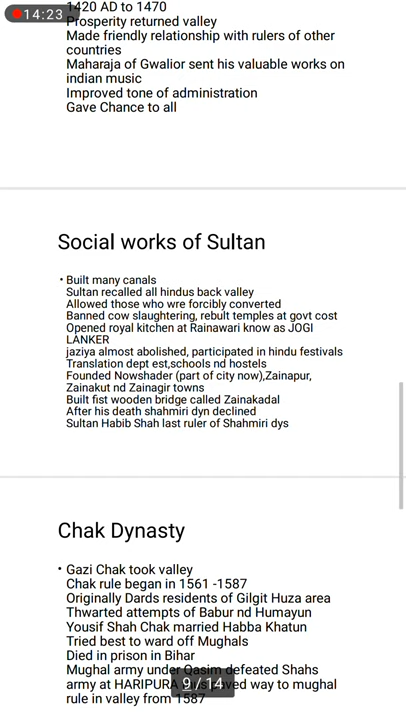 14:23
1420 AD to 1470
Prosperity returned valley
Made friendly relationship with rulers of other
countries
Maharaja of Gwalior sent his valuable works on
indian music
Improved tone of administration
Gave Chance to all
Social works of Sultan
• Built many canals
Sultan recalled all hindus back valley
Allowed those who wre forcibly converted
Banned cow slaughtering, rebult temples at govt cost
Opened royal kitchen at Rainawari know as JOGI
LANKER
jaziya almost abolished, participated in hindu festivals
Translation dept est,schools nd hostels
Founded Nowshader (part of city now),Zainapur,
Zainakut nd Zainagir towns
Built fist wooden bridge called Zainakadal
After his death shahmiri dyn declined
Sultan Habib Shah last ruler of Shahmiri dys
Chak Dynasty
• Gazi Chak took valley
Chak rule began in 1561 -1587
Originally Dards residents of Gilgit Huza area
Thwarted attempts of Babur nd Humayun
Yousif Shah Chak married Habba Khatun
Tried best to ward off Mughals
Died in prison in Bihar
Mughal army under Qasim defeated Shahs
army at HARIPURA paved way to mughal
rule in valley from 1587
9 / 14